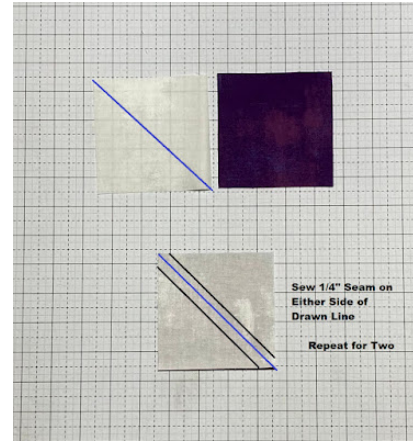 Sew 1/4" Seam on
Either Side of
Drawn Line
Repeat for Two